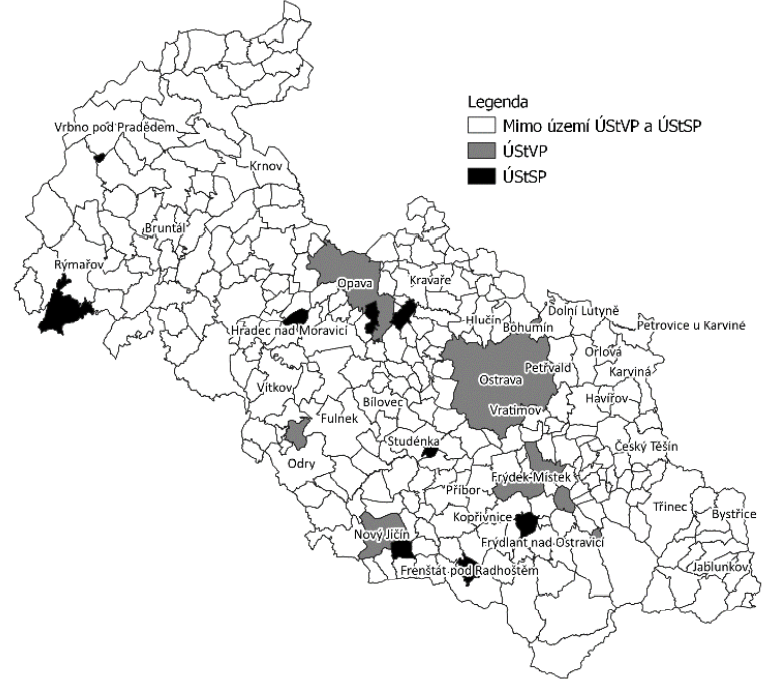 Legenda
Mimo území ÚStVP a ÚStSP
ÚStVP
ÚStSP
Vrbno pod Pradědem
Krnov
Bruntál
Rýmařov
Opava
Kravaře
Hradec nad Moravicí
Hlučín
Bohumín
Dolní Lutyně
Petrovice u Karviné
Orlová
Petřvald
Karviná
Ostrava
Vítkov
Bílovec
Havířov
Vratimov
Fulnek
Studénka
Český Těšín
Odry
Frýdek-Místek
Příbor
Třinec
Bystřice
Kopřivnice
Nový Jičín
Frýdlant nad Ostravicí
Frenštát pod Radhoštěm
Jablunkov